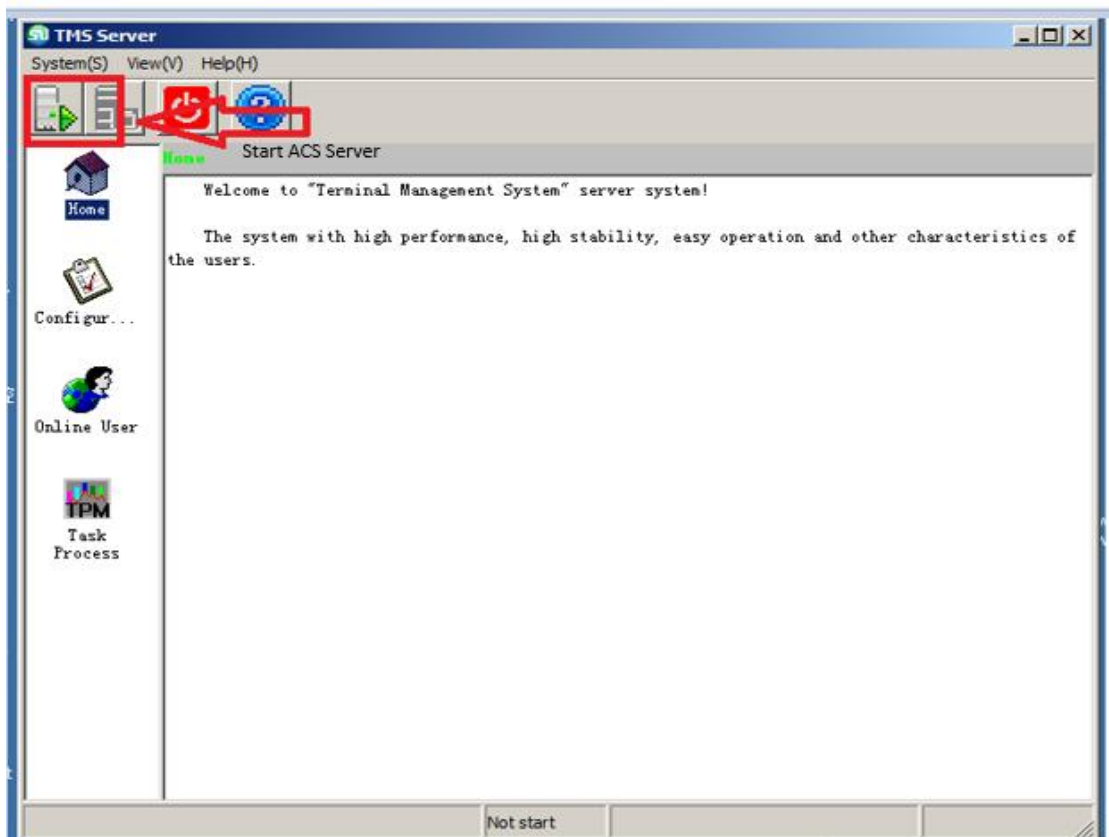 TMS Server
System(S) View(V) Help(H)
Home Start ACS Server
Home
Configur...
Online User
TPM
Task
Process
Welcome to "Terminal Management System" server system!
The system with high performance, high stability, easy operation and other characteristics of
the users.
Not start